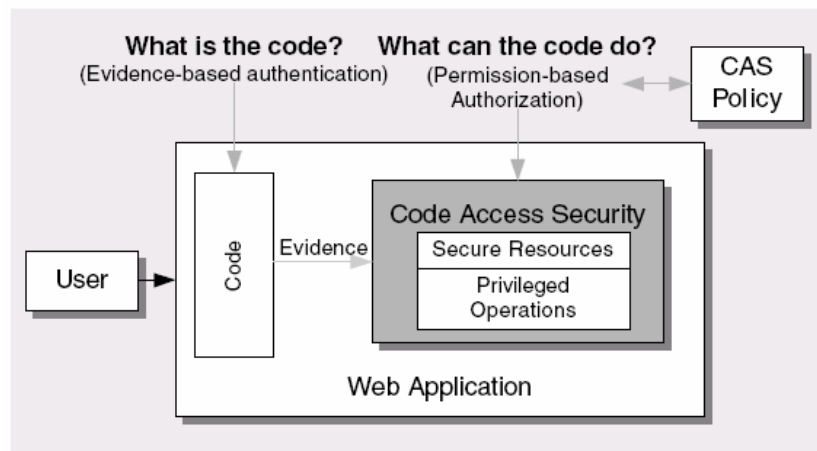 What is the code?
(Evidence-based authentication)
What can the code do?
(Permission-based
Authorization)
CAS
Policy
User
Code
Evidence
Code Access Security
Secure Resources
Privileged
Operations
Web Application